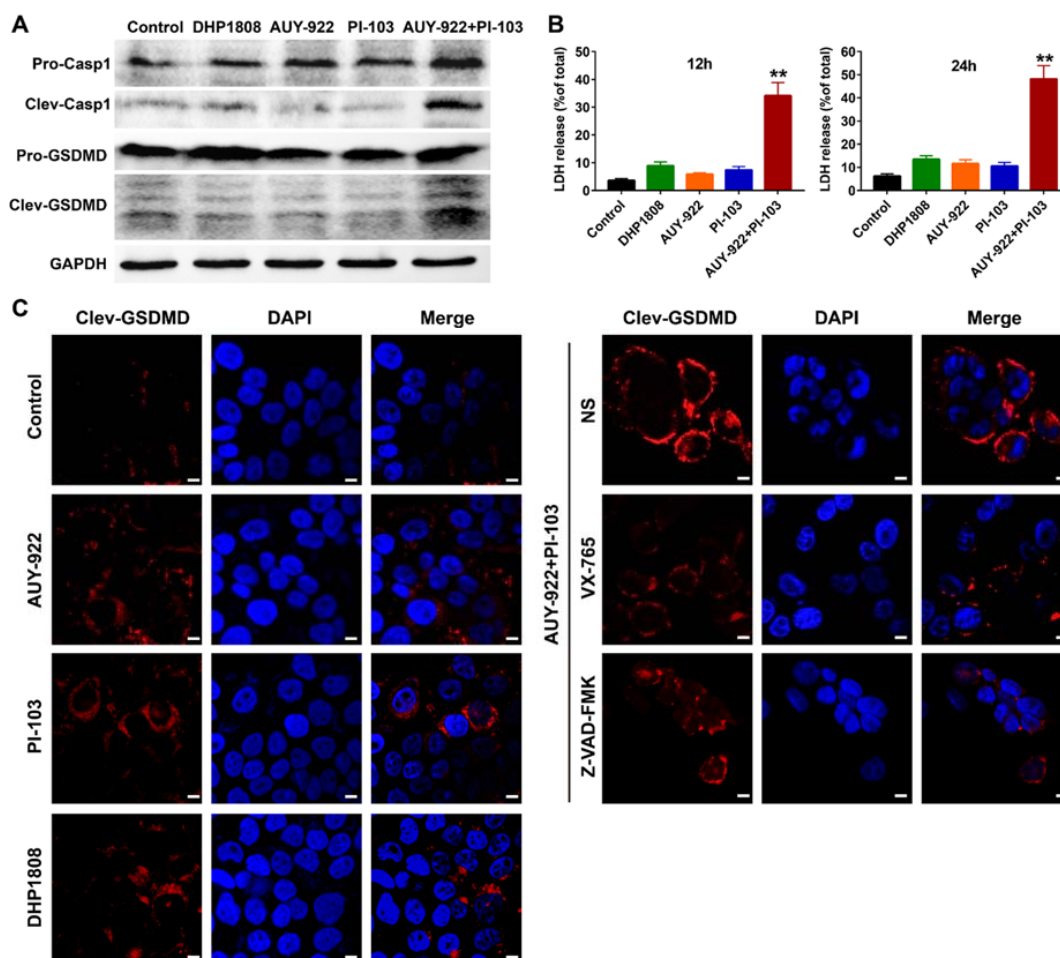 A
Control DHP1808 AUY-922 PI-103 AUY-922+PI-103
Pro-Casp1
Clev-Casp1
Pro-GSDMD
Clev-GSDMD
GAPDH
B
LDH release (%of total)
50
40
30
20
10
0
12h
**
Control
DHP1808
AUY-922
PI-103
AUY-922+PI-103
LDH release (%of total)
60
50
40
30
20
10
0
24h
**
Control
DHP1808
AUY-922
PI-103
AUY-922+PI-103
C
Clev-GSDMD DAPI Merge
Control
AUY-922
PI-103
DHP1808
Clev-GSDMD DAPI Merge
AUY-922+PI-103
NS
VX-765
Z-VAD-FMK